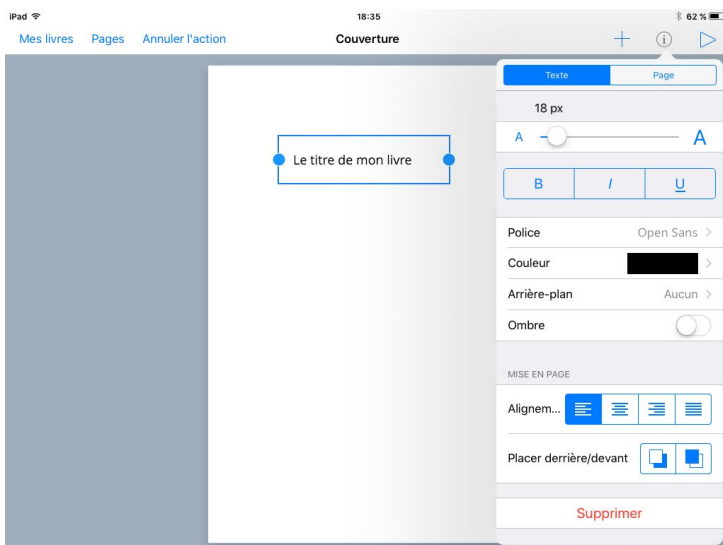 iPad 18:35 62 %
Mes livres Pages Annuler l'action Couverture
Texte Page
18 px
A A
B I U
Le titre de mon livre
Police Open Sans
Couleur
Arrière-plan Aucun
Ombre
MISE EN PAGE
Alignem...
Placer derrière/devant
Supprimer